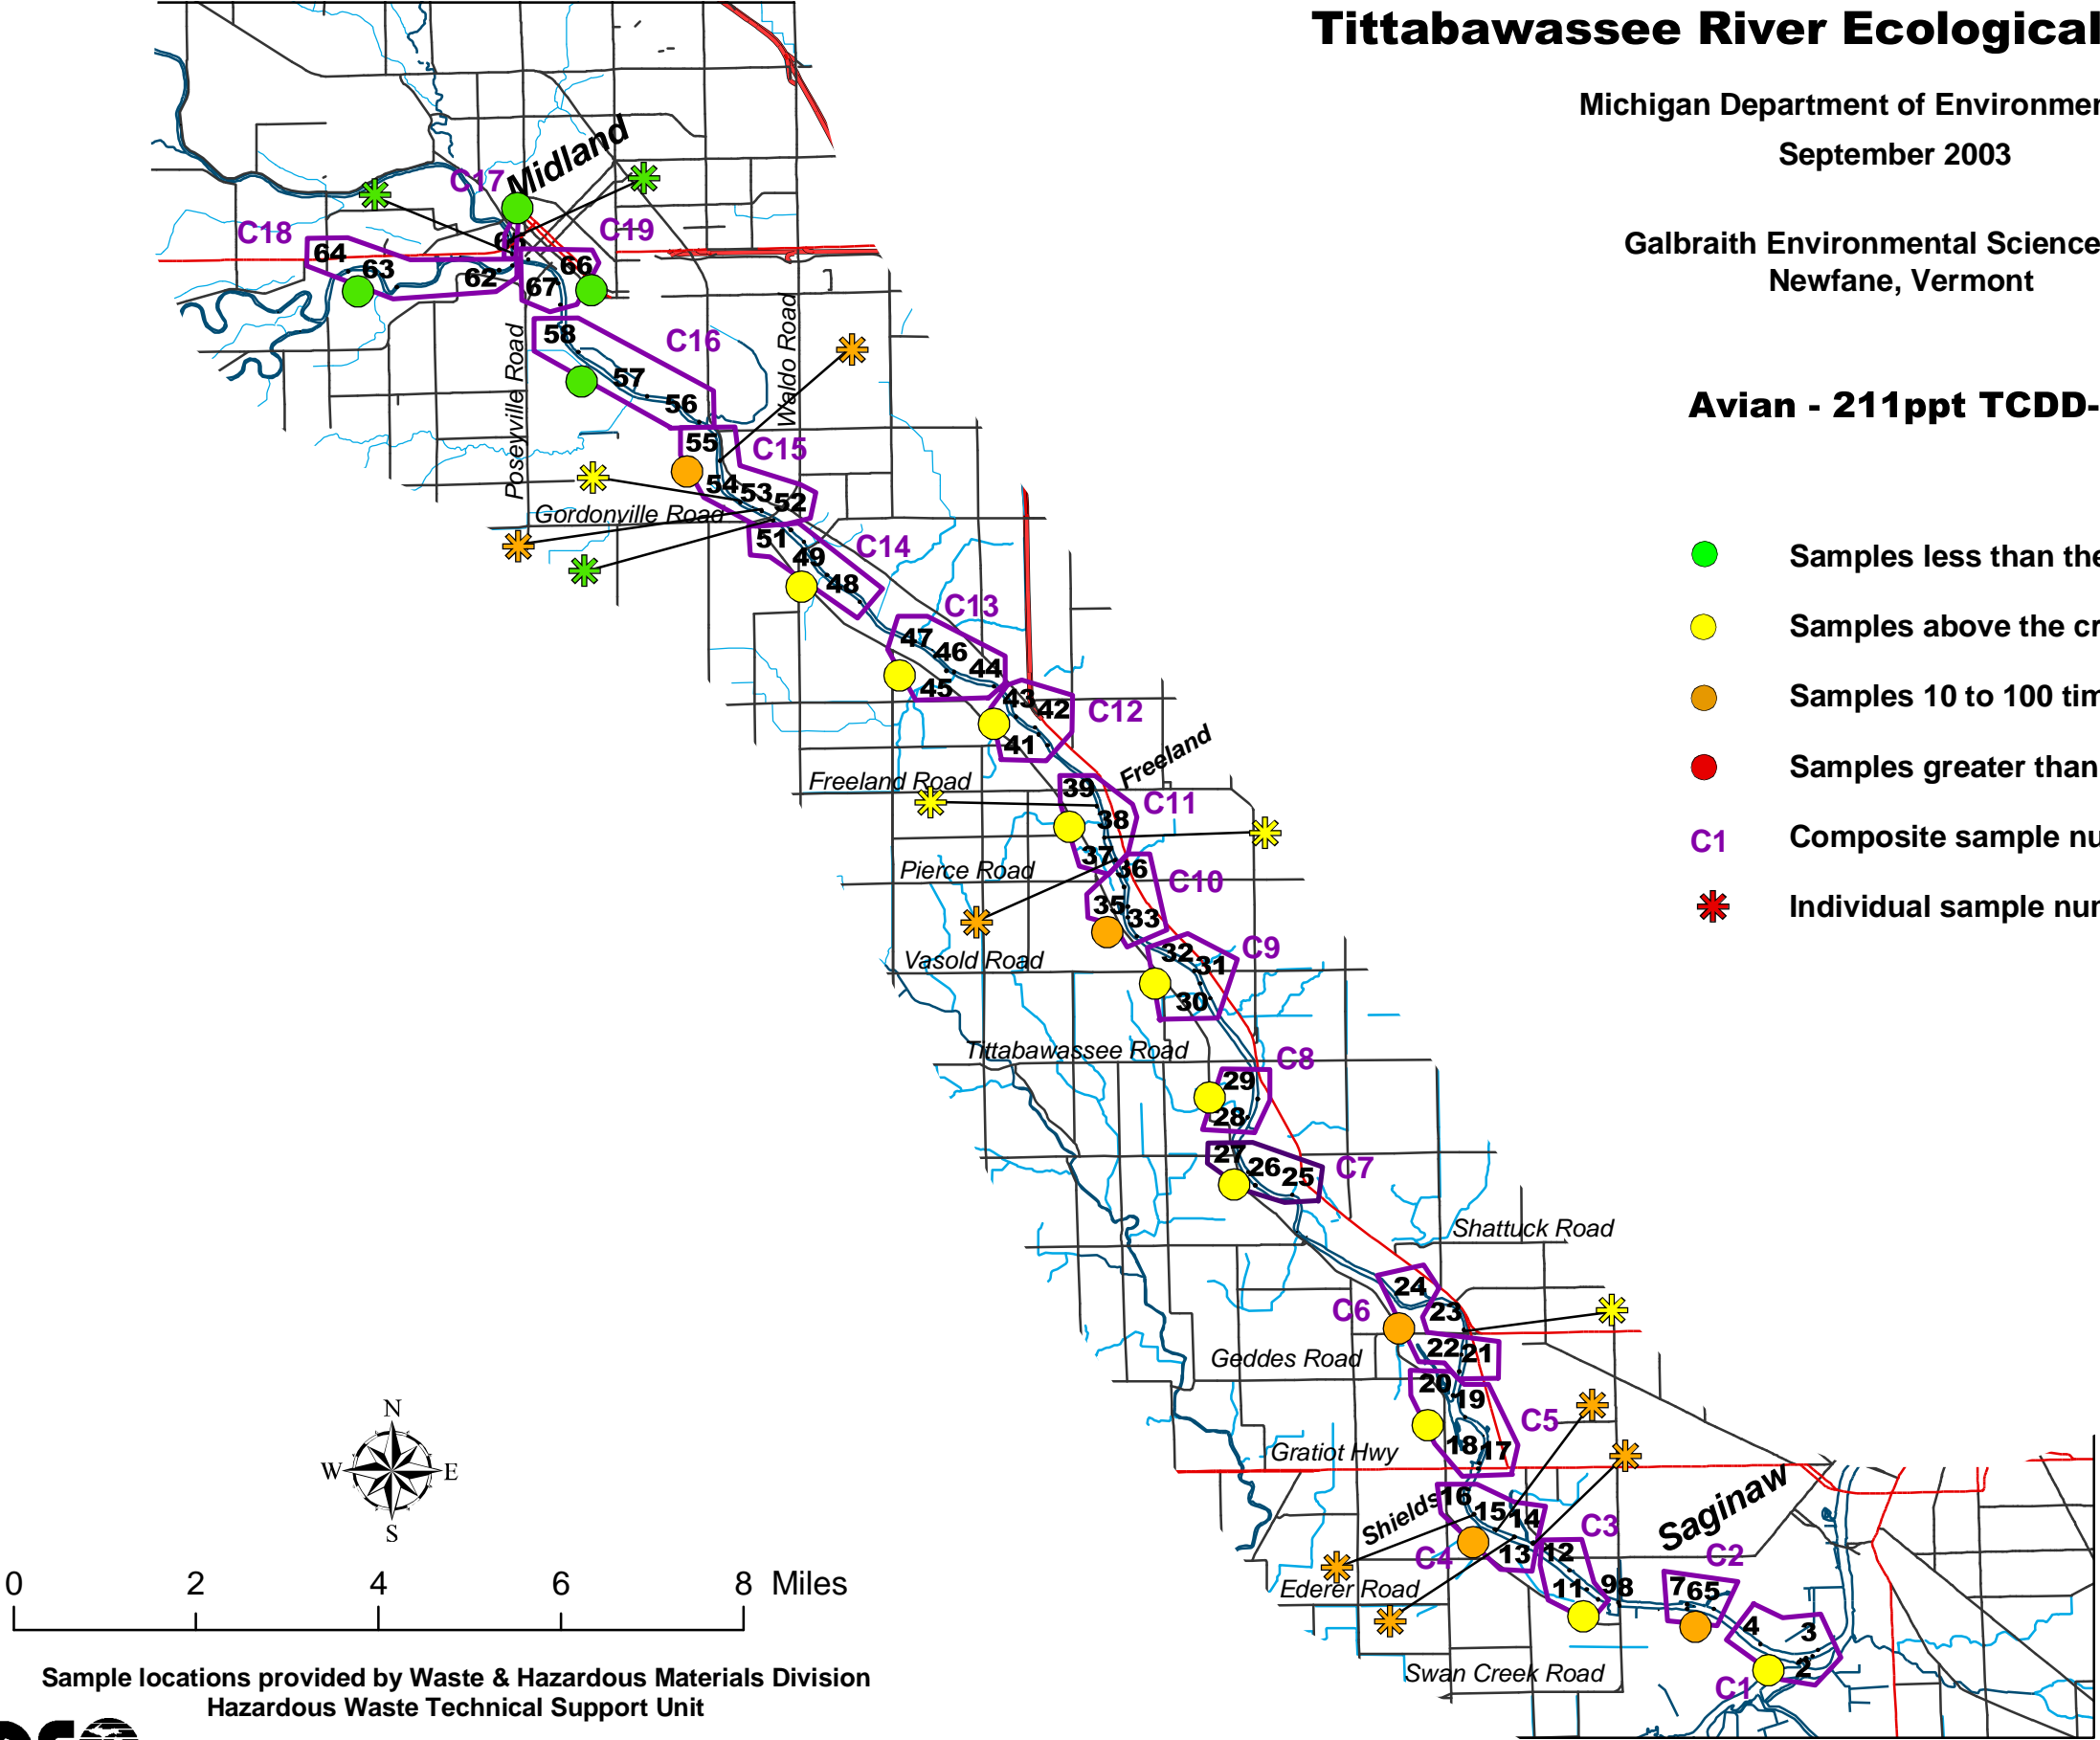 Tittabawassee River Ecological
Michigan Department of Environmen
September 2003
Galbraith Environmental Science
Newfane, Vermont
Avian - 211ppt TCDD-
Samples less than the
Samples above the cr
Samples 10 to 100 tim
Samples greater than
C1 Composite sample nu
Individual sample num
Midland
C17
C18
C19
64
63
62
66
67
58
C16
57
56
Poseyville Road
Waldo Road
55
C15
54
53
52
Gordonville Road
51
C14
49
48
C13
47
46
44
45
43
42
C12
41
Freeland
Freeland Road
39
C11
38
37
Pierce Road
36
C10
35
33
Vasold Road
32
31
C9
30
Tittabawassee Road
C8
29
28
27
26
25
C7
Shattuck Road
24
C6
23
22
21
Geddes Road
20
19
C5
18
17
Gratiot Hwy
Shields
16
15
14
C4
13
C3
12
11
9
8
Saginaw
C2
7
6
5
Ederer Road
4
3
2
C1
Swan Creek Road
N
W E
S
0 2 4 6 8 Miles
Sample locations provided by Waste & Hazardous Materials Division
Hazardous Waste Technical Support Unit